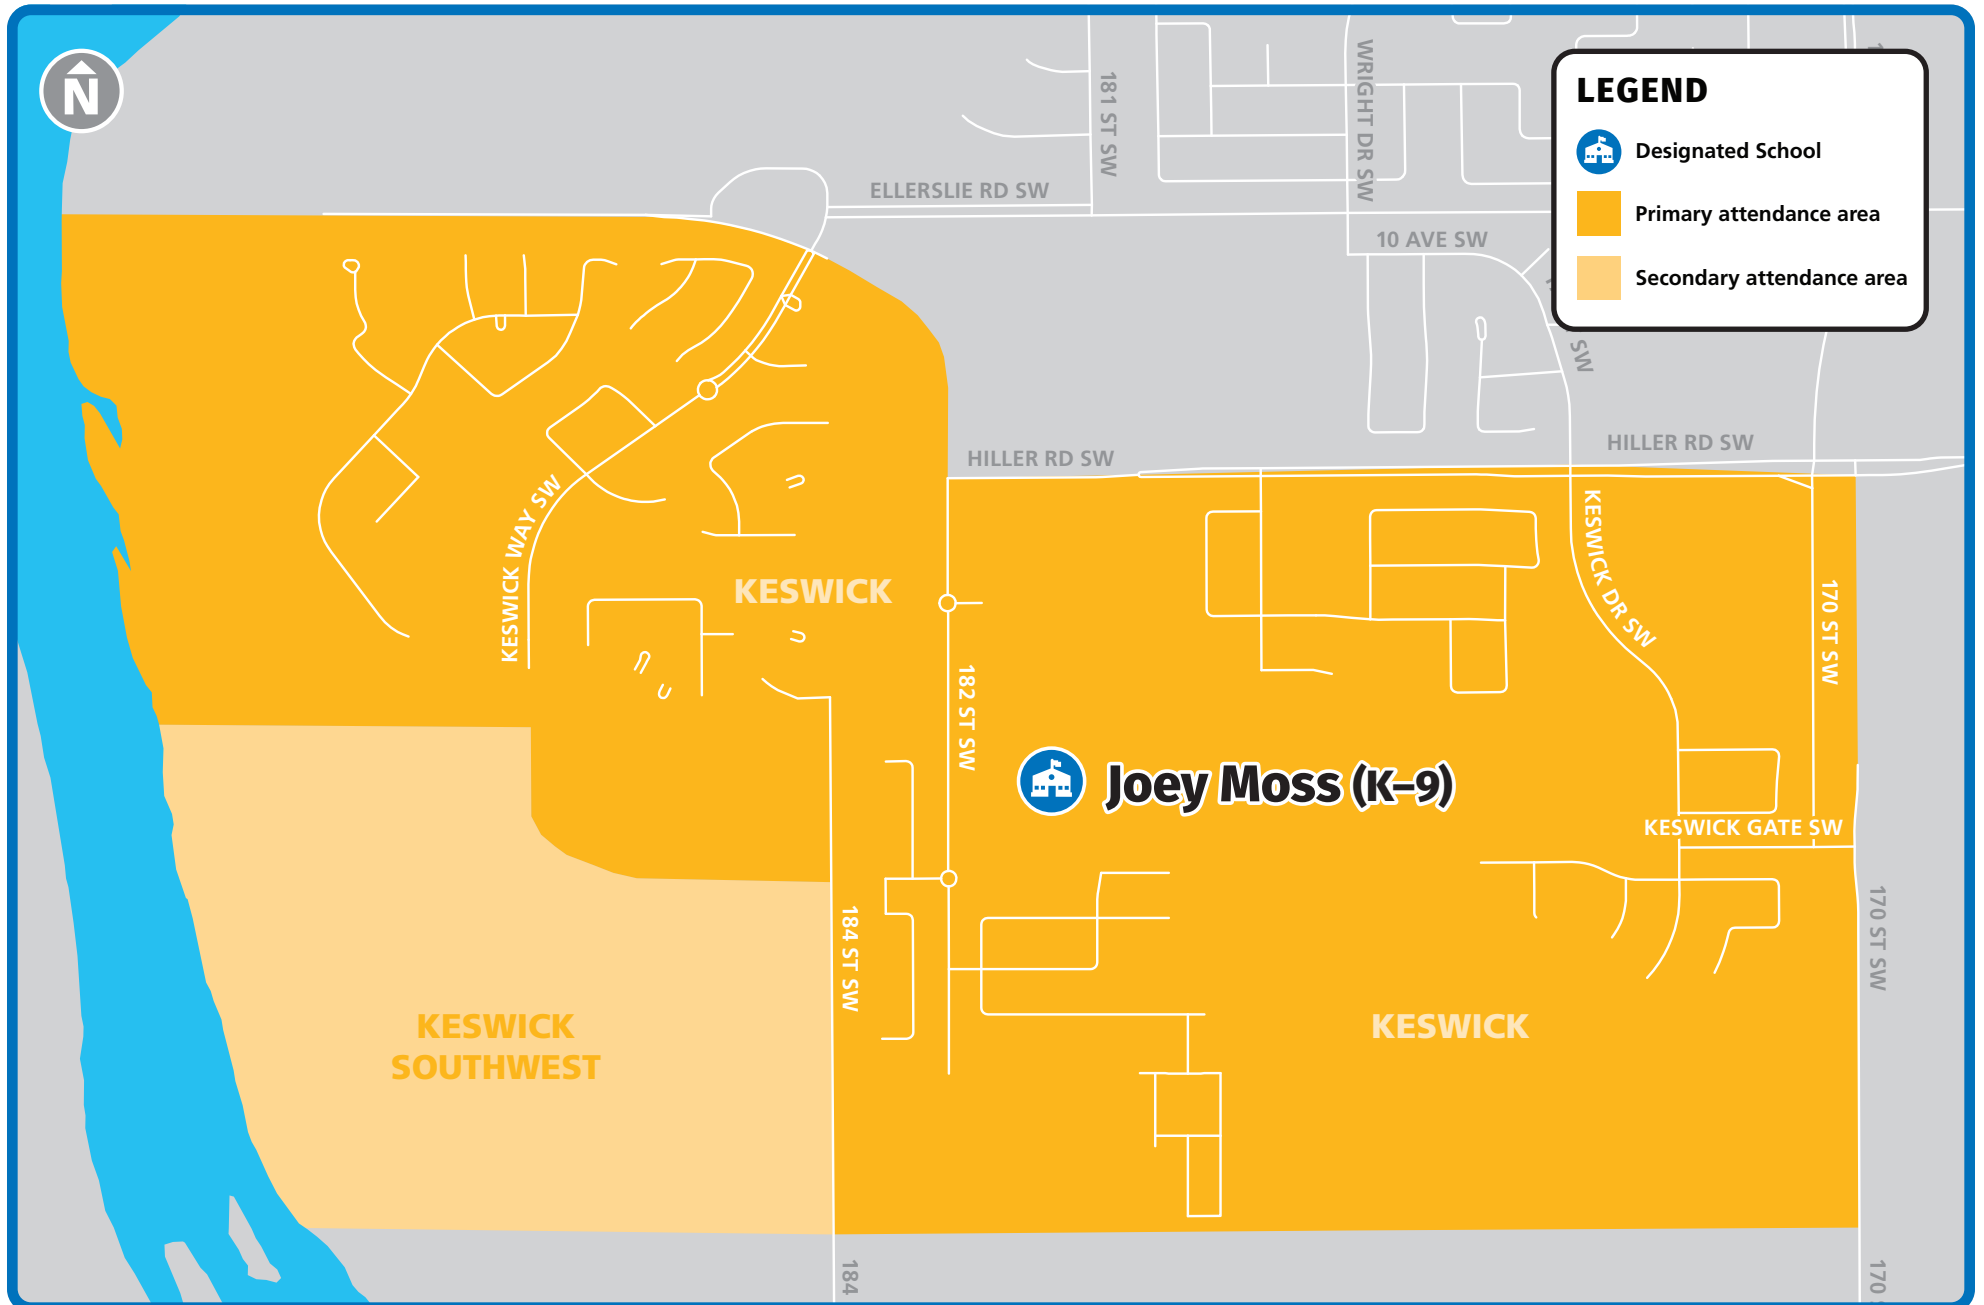 N
181 ST SW
WRIGHT DR SW
LEGEND
Designated School
Primary attendance area
Secondary attendance area
ELLERSLIE RD SW
10 AVE SW
SW
HILLER RD SW
HILLER RD SW
KESWICK WAY SW
KESWICK DR SW
KESWICK
170 ST SW
182 ST SW
Joey Moss (K–9)
KESWICK GATE SW
184 ST SW
170 ST SW
KESWICK
SOUTHWEST
KESWICK
184
170